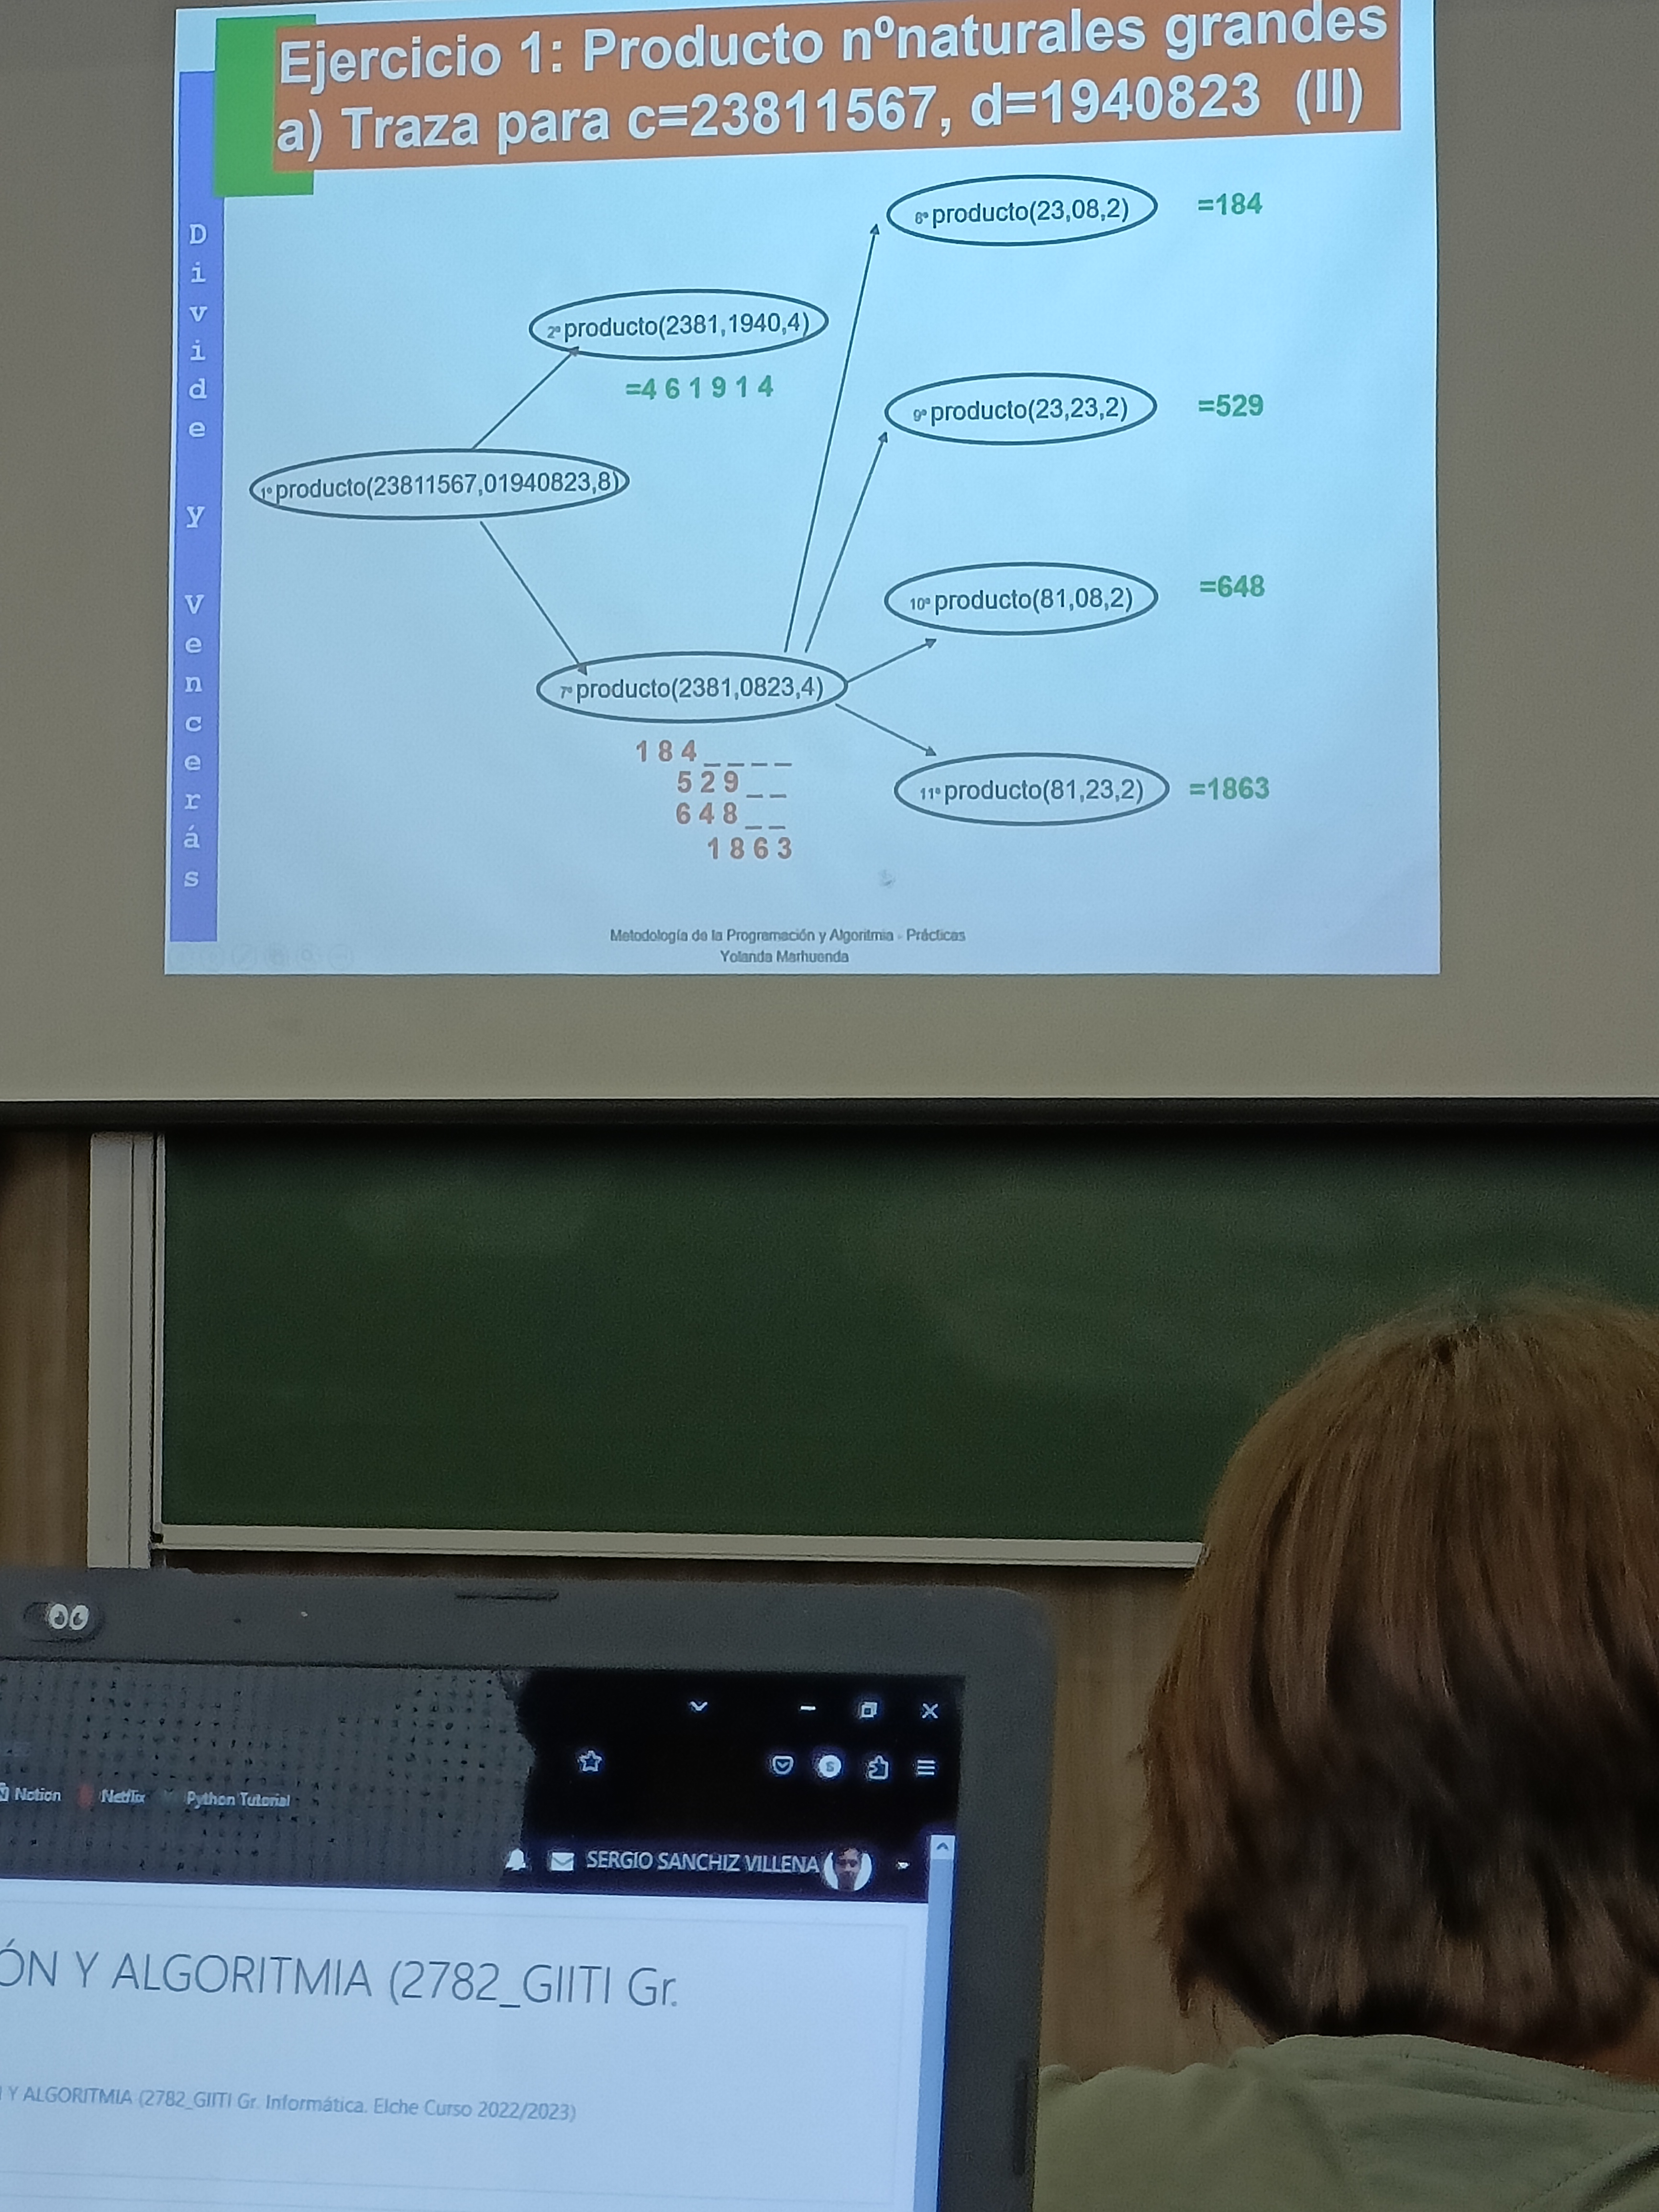 Ejercicio 1: Producto nºnaturales grandes
a) Traza para c=23811567, d=1940823 (II)
Divide y Vencerás
8º producto(23,08,2) =184
2º producto(2381,1940,4)
=4 6 1 9 1 4
9º producto(23,23,2) =529
1º producto(23811567,01940823,8)
10º producto(81,08,2) =648
7º producto(2381,0823,4)
11º producto(81,23,2) =1863
1 8 4 _ _ _ _
5 2 9 _ _
6 4 8 _ _
1 8 6 3
Metodología de la Programación y Algoritmia - Prácticas
Yolanda Marhuenda
Notion Netflix Python Tutorial
SERGIO SANCHIZ VILLENA
ÓN Y ALGORITMIA (2782_GIITI Gr.
Y ALGORITMIA (2782_GIITI Gr. Informática. Elche Curso 2022/2023)